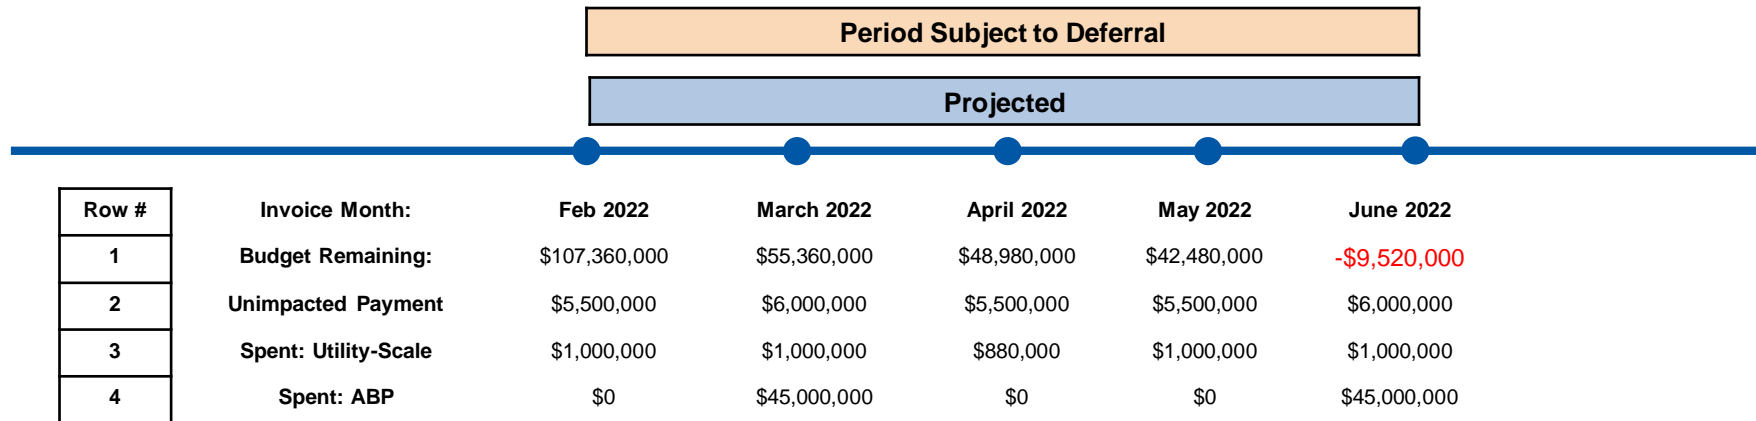 Period Subject to Deferral
Projected
Row # Invoice Month: Feb 2022 March 2022 April 2022 May 2022 June 2022
1 Budget Remaining: $107,360,000 $55,360,000 $48,980,000 $42,480,000 -$9,520,000
2 Unimpacted Payment $5,500,000 $6,000,000 $5,500,000 $5,500,000 $6,000,000
3 Spent: Utility-Scale $1,000,000 $1,000,000 $880,000 $1,000,000 $1,000,000
4 Spent: ABP $0 $45,000,000 $0 $0 $45,000,000